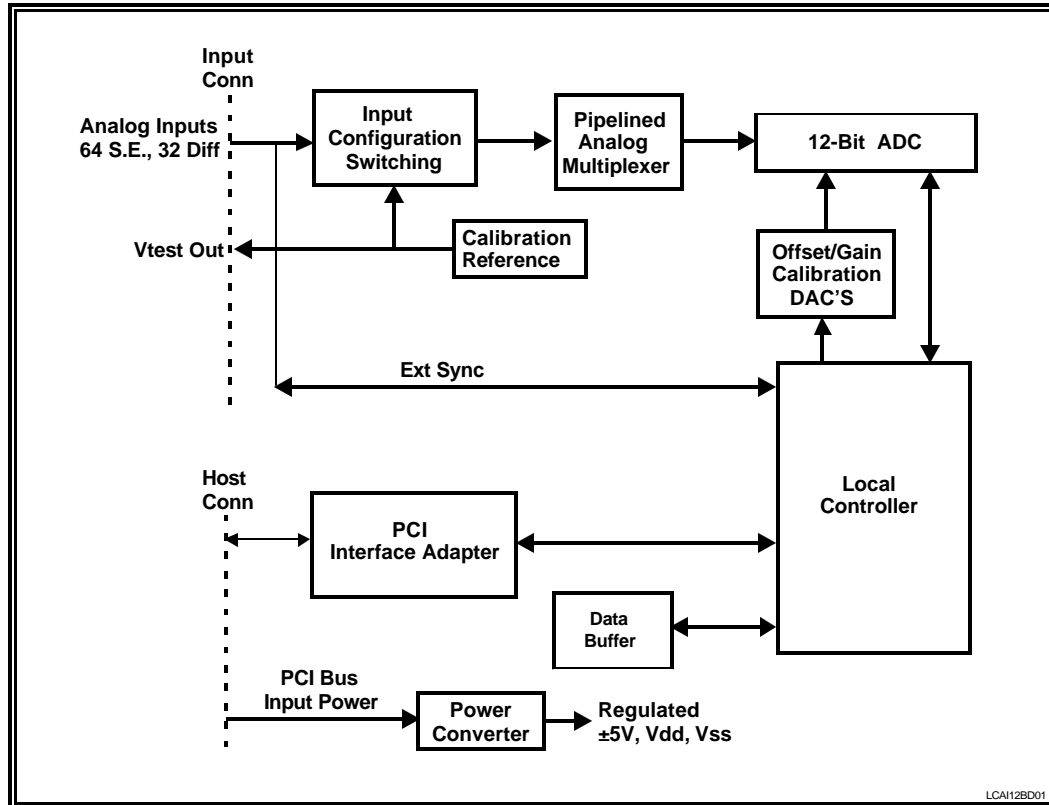 Input
Conn
Analog Inputs
64 S.E., 32 Diff
Input
Configuration
Switching
Pipelined
Analog
Multiplexer
12-Bit ADC
Vtest Out
Calibration
Reference
Offset/Gain
Calibration
DAC'S
Ext Sync
Local
Controller
Host
Conn
PCI
Interface Adapter
Data
Buffer
PCI Bus
Input Power
Power
Converter
Regulated
±5V, Vdd, Vss
LCAI12BD01